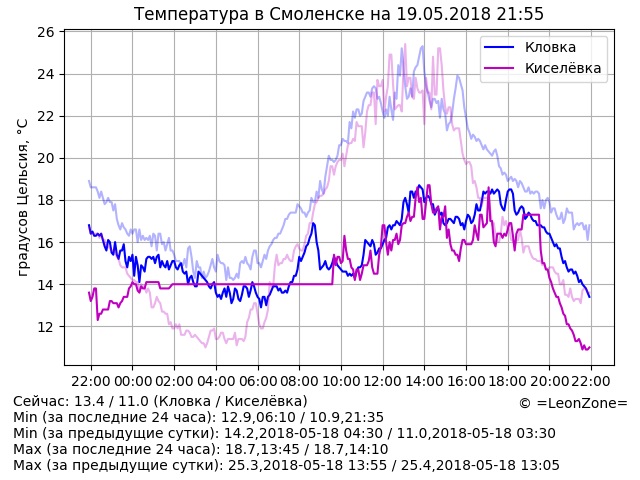 Температура в Смоленске на 19.05.2018 21:55
26
24
22
20
18
16
14
12
градусов Цельсия, °C
Кловка
Киселёвка
22:00 00:00 02:00 04:00 06:00 08:00 10:00 12:00 14:00 16:00 18:00 20:00 22:00
Сейчас: 13.4 / 11.0 (Кловка / Киселёвка)
© =LeonZone=
Min (за последние 24 часа): 12.9,06:10 / 10.9,21:35
Min (за предыдущие сутки): 14.2,2018-05-18 04:30 / 11.0,2018-05-18 03:30
Max (за последние 24 часа): 18.7,13:45 / 18.7,14:10
Max (за предыдущие сутки): 25.3,2018-05-18 13:55 / 25.4,2018-05-18 13:05